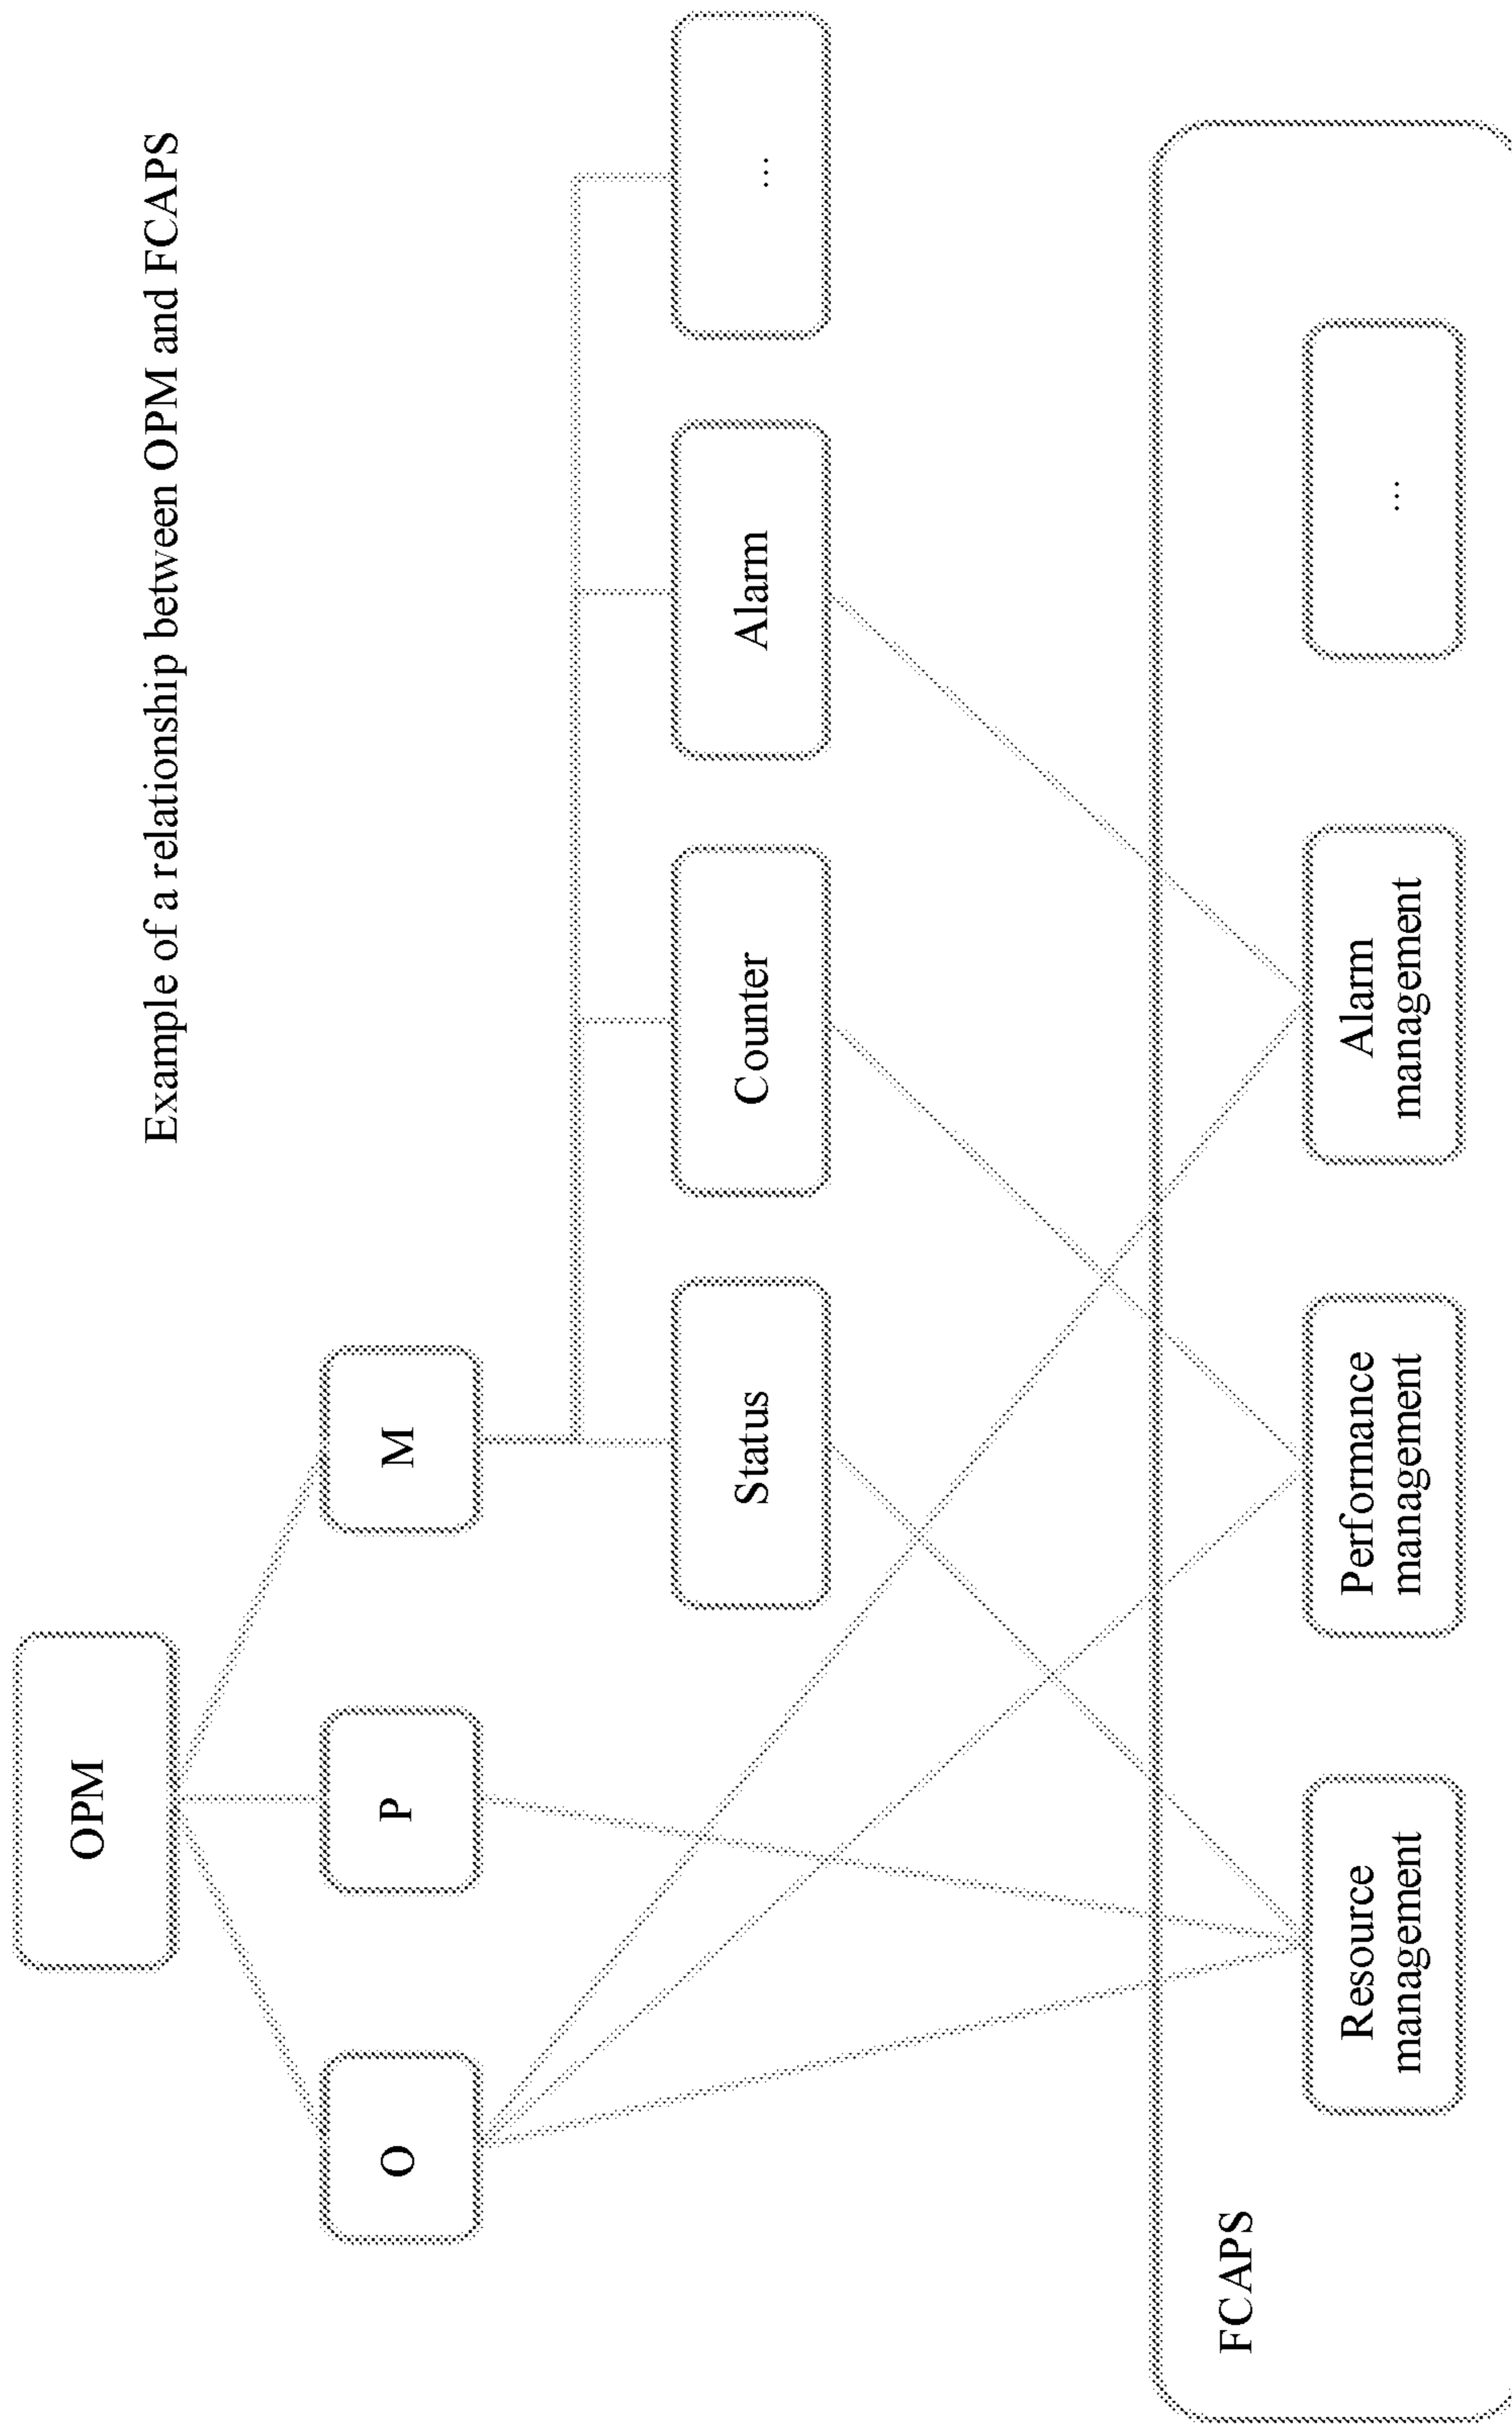 Example of a relationship between OPM and FCAPS
OPM
O
P
M
Status
Counter
Alarm
...
FCAPS
Resource
management
Performance
management
Alarm
management
...